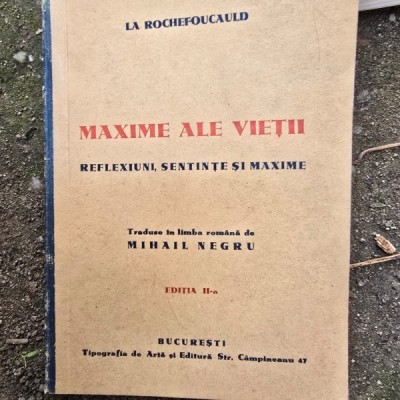 LA ROCHEFOUCAULD
MAXIME ALE VIEȚII
REFLEXIUNI, SENTINȚE ȘI MAXIME
Traduse în limba română de
MIHAIL NEGRU
EDIȚIA II-a
BUCUREȘTI
Tipografia de Artă și Editură Str. Câmpineanu 47